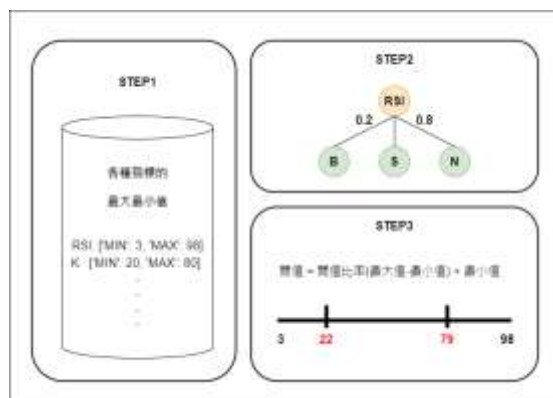 STEP1
各種指標的
最大最小值
RSI ['MIN': 3, 'MAX': 98]
K ['MIN': 20, 'MAX': 80]
STEP2
RSI
0.2
0.8
B
S
N
STEP3
閥值 = 閥值比率(最大值-最小值) + 最小值
3
22
79
98